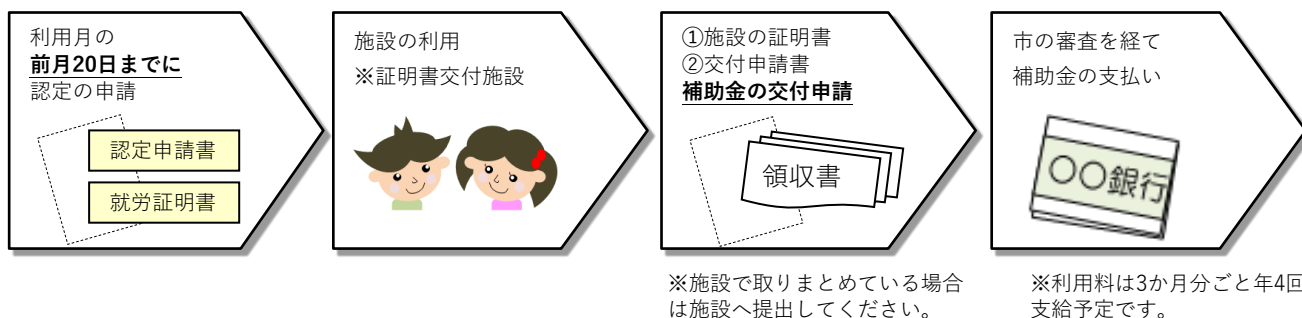 利用月の
前月20日までに
認定の申請
認定申請書
就労証明書
施設の利用
※証明書交付施設
①施設の証明書
②交付申請書
補助金の交付申請
領収書
※施設で取りまとめている場合
は施設へ提出してください。
市の審査を経て
補助金の支払い
〇〇銀行
※利用料は3か月分ごと年4回
支給予定です。